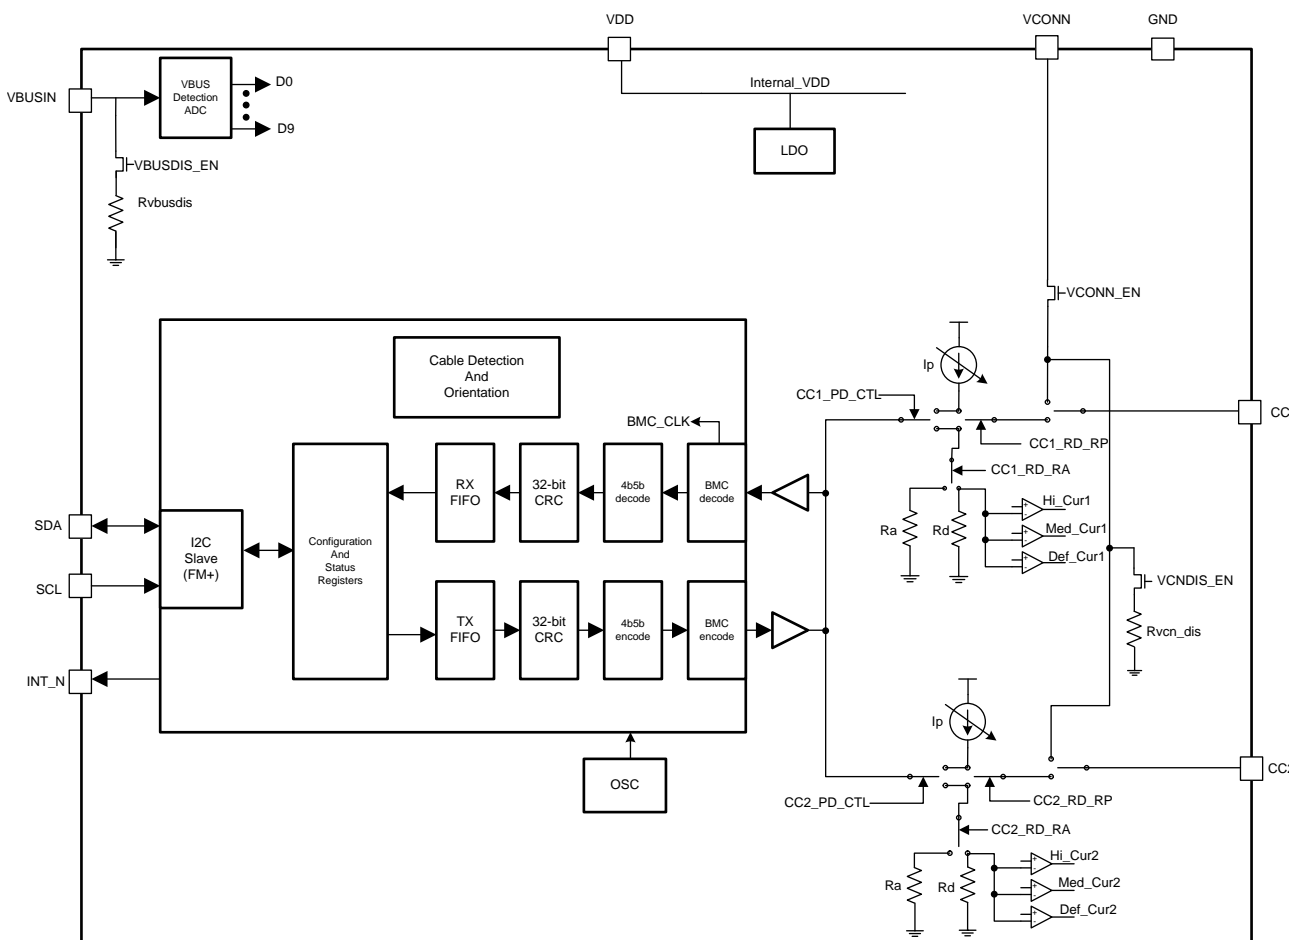 VDD
VCONN
GND
VBUSIN
VBUS
Detection
ADC
D0
D9
Internal_VDD
LDO
VBUSDIS_EN
Rvbusdis
VCONN_EN
Cable Detection
And
Orientation
Ip
CC1_PD_CTL
CC
BMC_CLK
CC1_RD_RP
CC1_RD_RA
RX
FIFO
32-bit
CRC
4b5b
decode
BMC
decode
Hi_Cur1
Med_Cur1
Def_Cur1
Ra
Rd
+
-
+
-
+
-
SDA
I2C
Slave
(FM+)
Configuration
And
Status
Registers
SCL
VCNDIS_EN
Rvcn_dis
TX
FIFO
32-bit
CRC
4b5b
encode
BMC
encode
INT_N
Ip
OSC
CC2
CC2_PD_CTL
CC2_RD_RP
CC2_RD_RA
Hi_Cur2
Med_Cur2
Def_Cur2
Ra
Rd
+
-
+
-
+
-